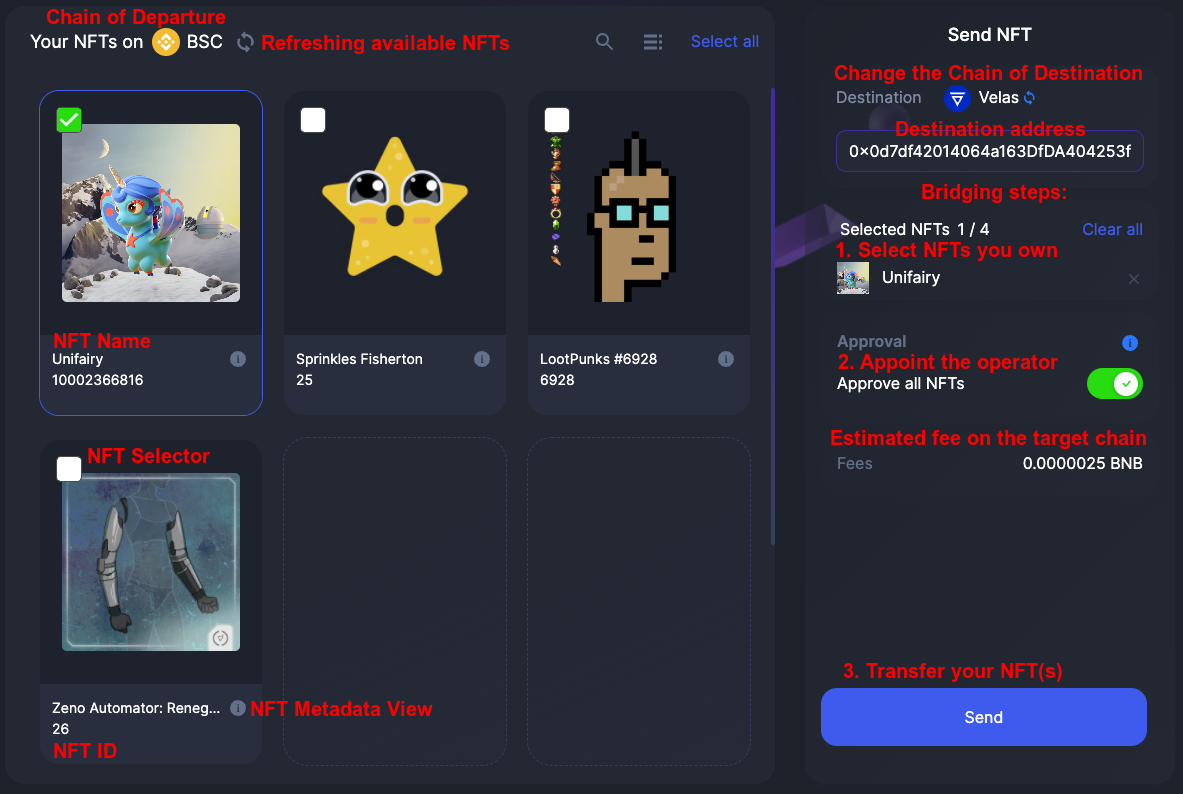 Chain of Departure
Your NFTs on BSC
Refreshing available NFTs
Select all
NFT Name
Unifairy
10002366816
Sprinkles Fisherton
25
LootPunks #6928
6928
NFT Selector
Zeno Automator: Reneg...
26
NFT Metadata View
NFT ID
Send NFT
Change the Chain of Destination
Destination Velas
Destination address
0x0d7df42014064a163DfDA404253f
Bridging steps:
Selected NFTs 1 / 4 Clear all
1. Select NFTs you own
Unifairy
Approval
2. Appoint the operator
Approve all NFTs
Estimated fee on the target chain
Fees 0.0000025 BNB
3. Transfer your NFT(s)
Send